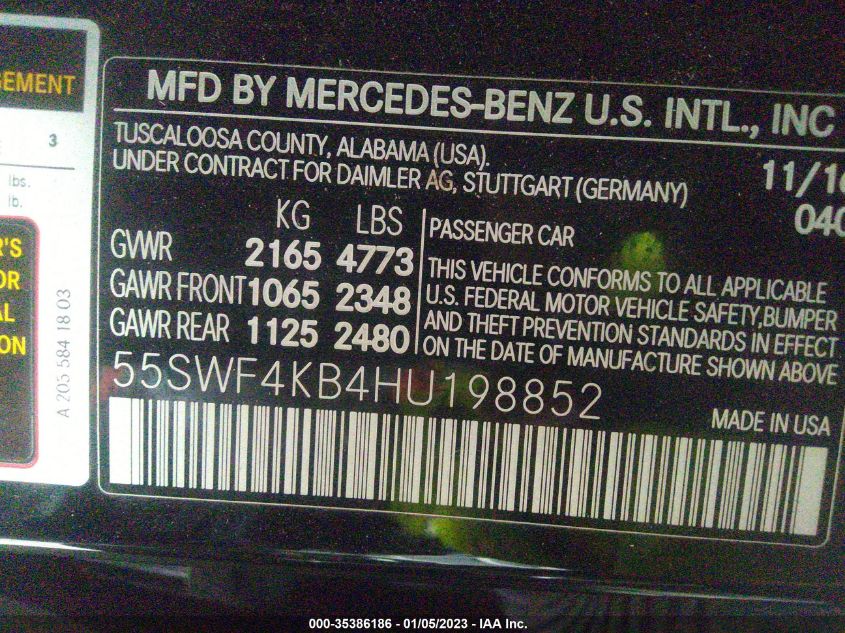 GEMENT
3
lbs.
lb.
R'S
OR
AL
ION
A 205 584 18 03
MFD BY MERCEDES-BENZ U.S. INTL., INC
TUSCALOOSA COUNTY, ALABAMA (USA).
UNDER CONTRACT FOR DAIMLER AG, STUTTGART (GERMANY)
11/16
040
KG LBS
GVWR 2165 4773
GAWR FRONT 1065 2348
GAWR REAR 1125 2480
PASSENGER CAR
THIS VEHICLE CONFORMS TO ALL APPLICABLE
U.S. FEDERAL MOTOR VEHICLE SAFETY, BUMPER
AND THEFT PREVENTION STANDARDS IN EFFECT
ON THE DATE OF MANUFACTURE SHOWN ABOVE
55SWF4KB4HU198852
MADE IN USA
000-35386186 - 01/05/2023 - IAA Inc.